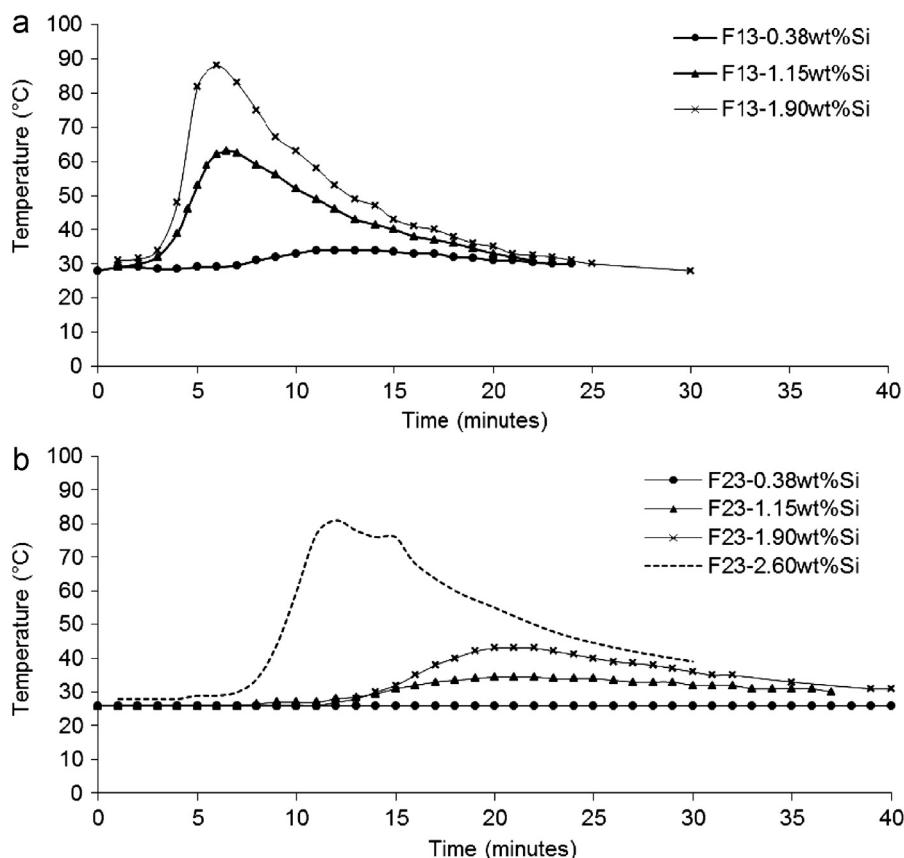 a
100
90
80
70
60
50
40
30
20
10
0
Temperature (°C)
F13-0.38wt%Si
F13-1.15wt%Si
F13-1.90wt%Si
0 5 10 15 20 25 30 35 40
Time (minutes)
b
100
90
80
70
60
50
40
30
20
10
0
Temperature (°C)
F23-0.38wt%Si
F23-1.15wt%Si
F23-1.90wt%Si
F23-2.60wt%Si
0 5 10 15 20 25 30 35 40
Time (minutes)